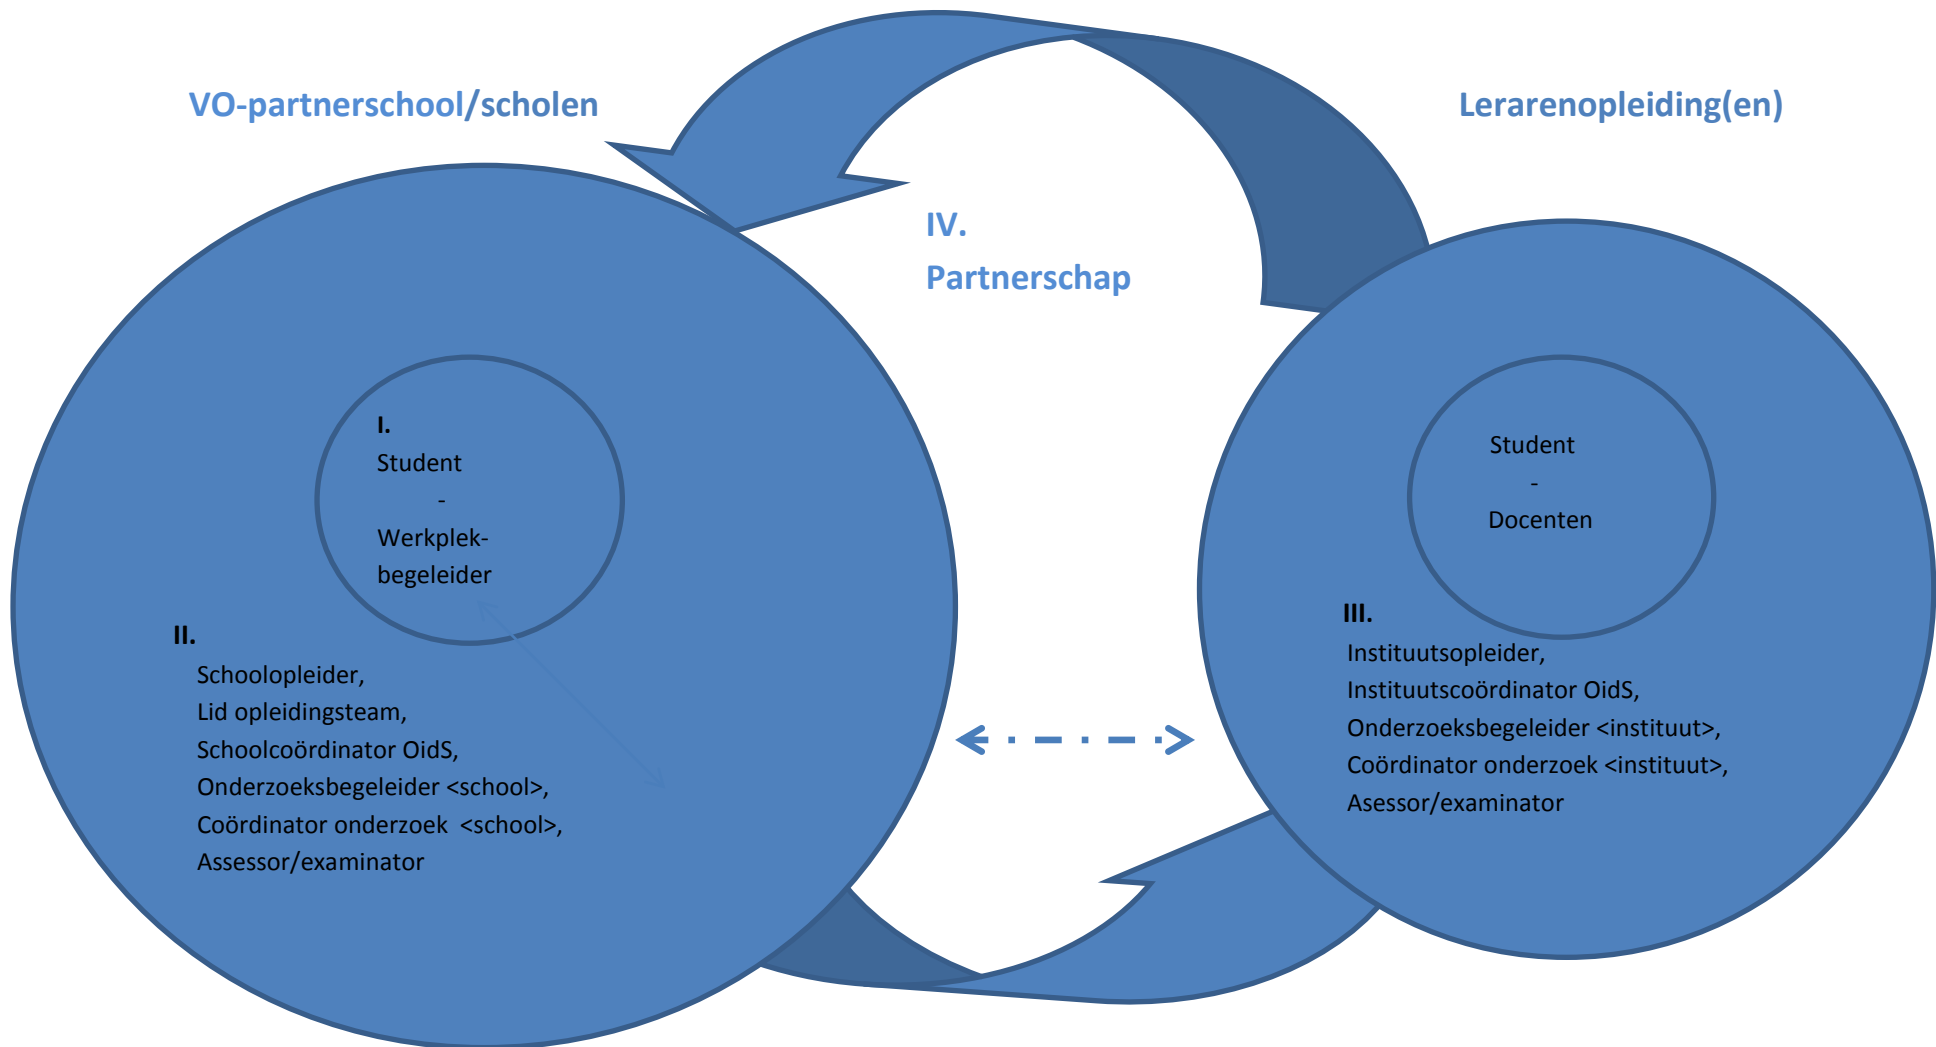 VO-partnerschool/scholen
Lerarenopleiding(en)
IV.
Partnerschap
I.
Student
-
Werkplek-
begeleider
II.
Schoolopleider,
Lid opleidingsteam,
Schoolcoördinator OidS,
Onderzoeksbegeleider <school>,
Coördinator onderzoek <school>,
Assessor/examinator
Student
-
Docenten
III.
Instituutsopleider,
Instituutscoördinator OidS,
Onderzoeksbegeleider <instituut>,
Coördinator onderzoek <instituut>,
Asessor/examinator